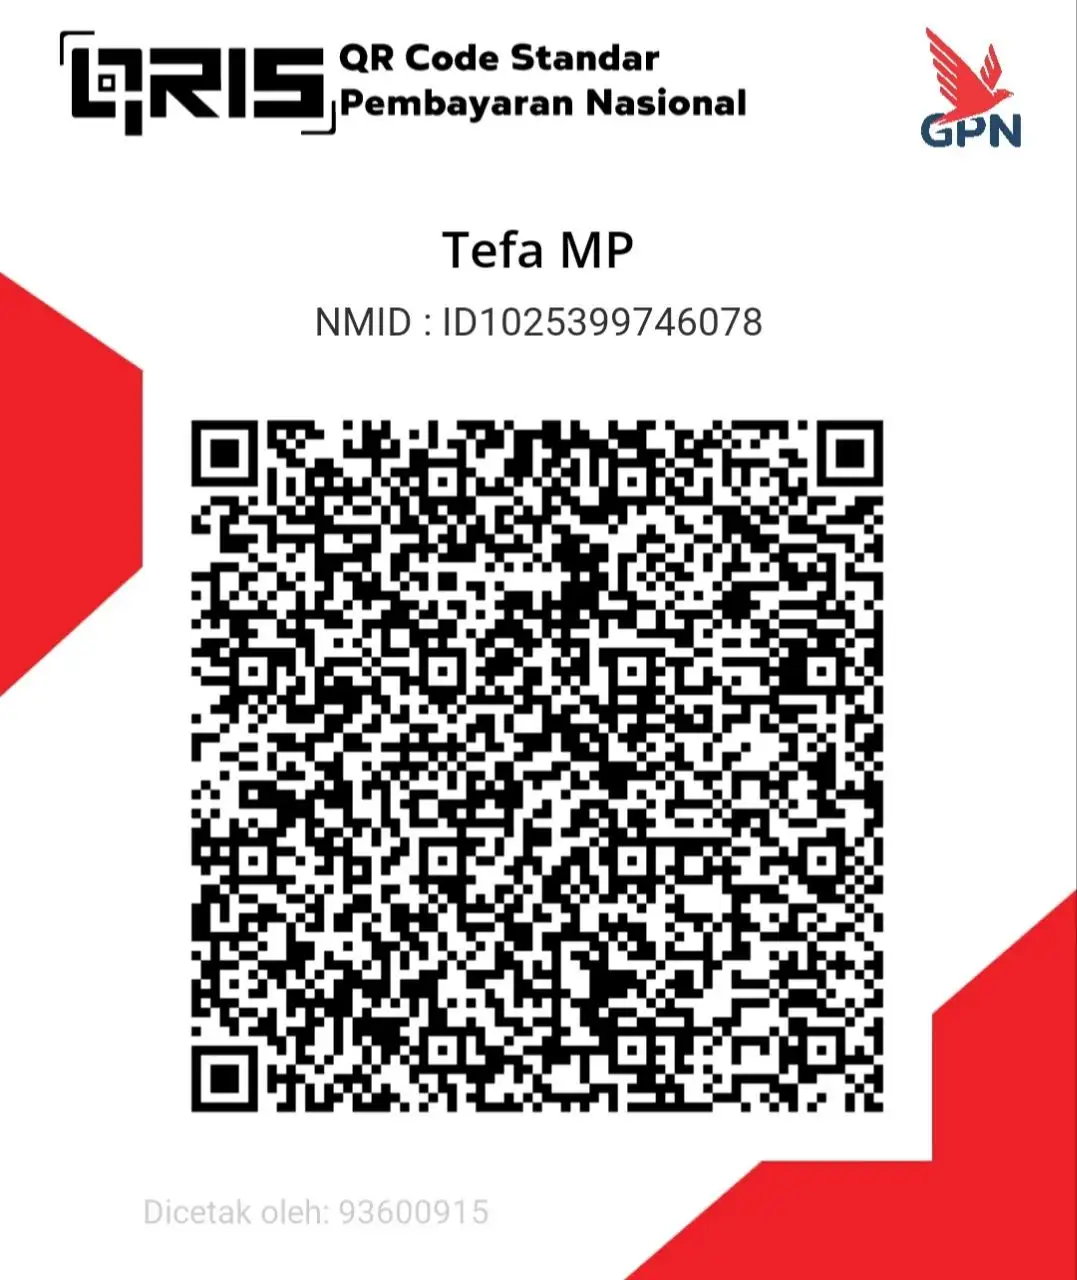 QRIS QR Code Standar
Pembayaran Nasional
GPN
Tefa MP
NMID : ID1025399746078
Dicetak oleh: 93600915